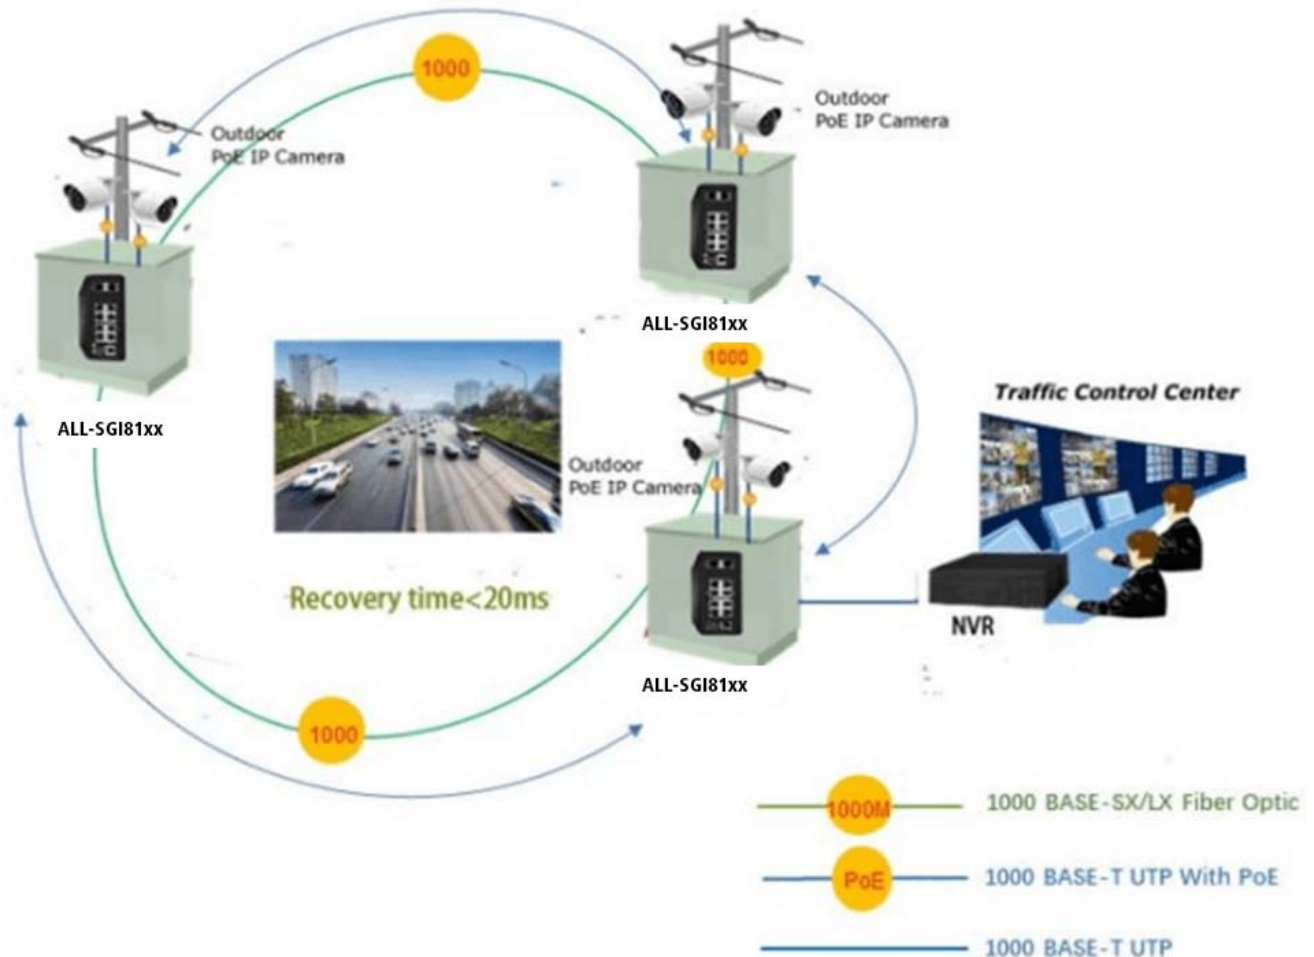 1000
Outdoor
PoE IP Camera
Outdoor
PoE IP Camera
ALL-SGI81xx
1000
ALL-SGI81xx
Traffic Control Center
Outdoor
PoE IP Camera
Recovery time<20ms
NVR
ALL-SGI81xx
1000
1000M
1000 BASE-SX/LX Fiber Optic
PoE
1000 BASE-T UTP With PoE
1000 BASE-T UTP